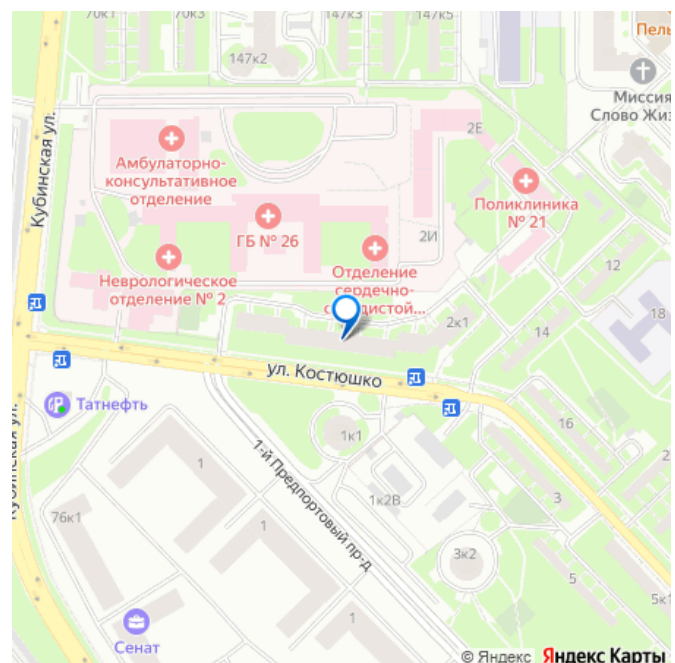 70к1
70к3
147к3
147к5
Пель
147к2
Миссия
Слово Жиз
Кубинская ул.
2Е
Амбулаторно-
консультативное
отделение
Поликлиника
№ 21
ГБ № 26
2И
Неврологическое
отделение № 2
Отделение
сердечно-
с
дистой...
12
18
2к1
14
ул. Костюшко
Татнефть
Кубинская ул.
16
1к1
1-й Предпортовый пр-д
1
2
76к1
1
1к2В
3
3к2
5
5к1
1
Сенат
© Яндекс Яндекс Карты